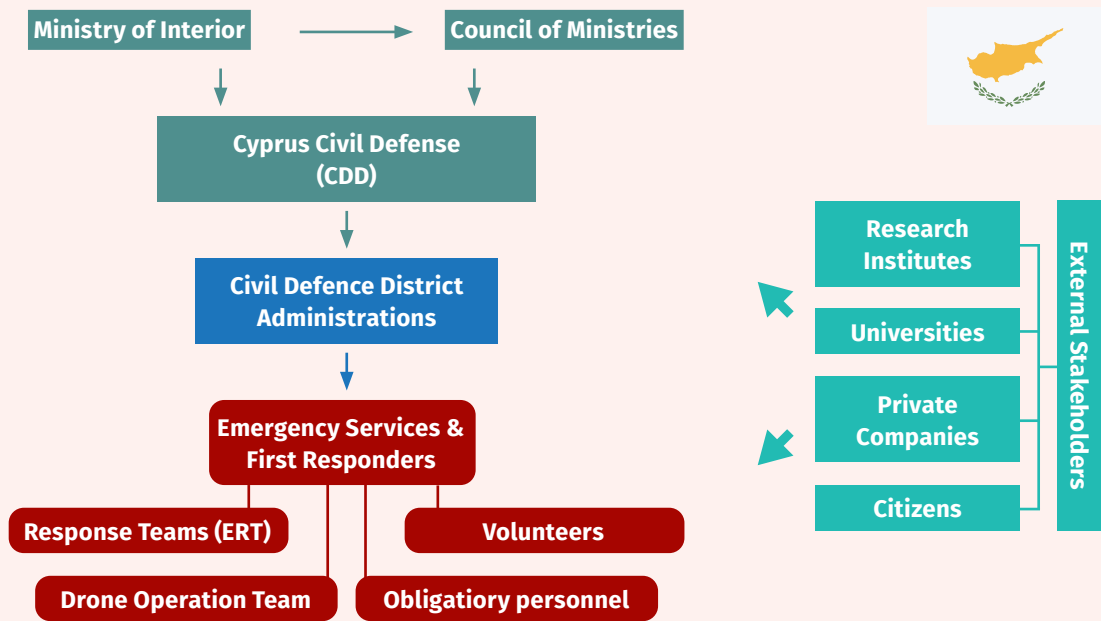 Ministry of Interior
Council of Ministries
Cyprus Civil Defense
(CDD)
Civil Defence District
Administrations
Emergency Services &
First Responders
Response Teams (ERT)
Volunteers
Drone Operation Team
Obligatiory personnel
Research
Institutes
Universities
Private
Companies
Citizens
External Stakeholders